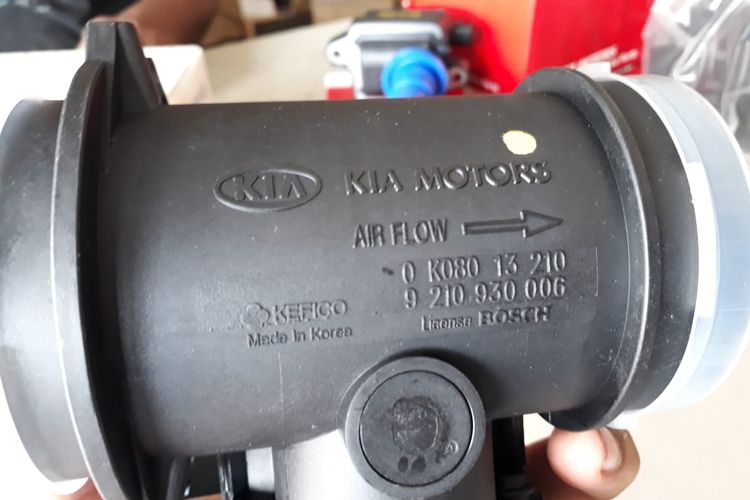 KIA KIA MOTORS
AIR FLOW
0 K080 13 210
9 210 930 006
KEFICO License BOSCH
Made in Korea